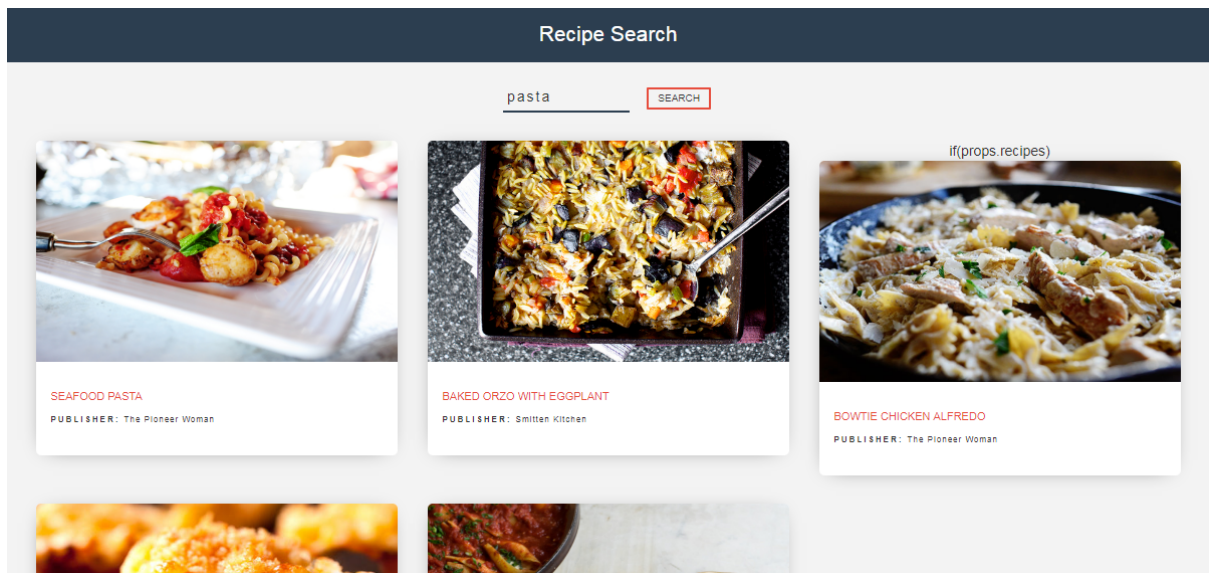 Recipe Search
pasta
SEARCH
if(props.recipes)
SEAFOOD PASTA
PUBLISHER: The Pioneer Woman
BAKED ORZO WITH EGGPLANT
PUBLISHER: Smitten Kitchen
BOWTIE CHICKEN ALFREDO
PUBLISHER: The Pioneer Woman